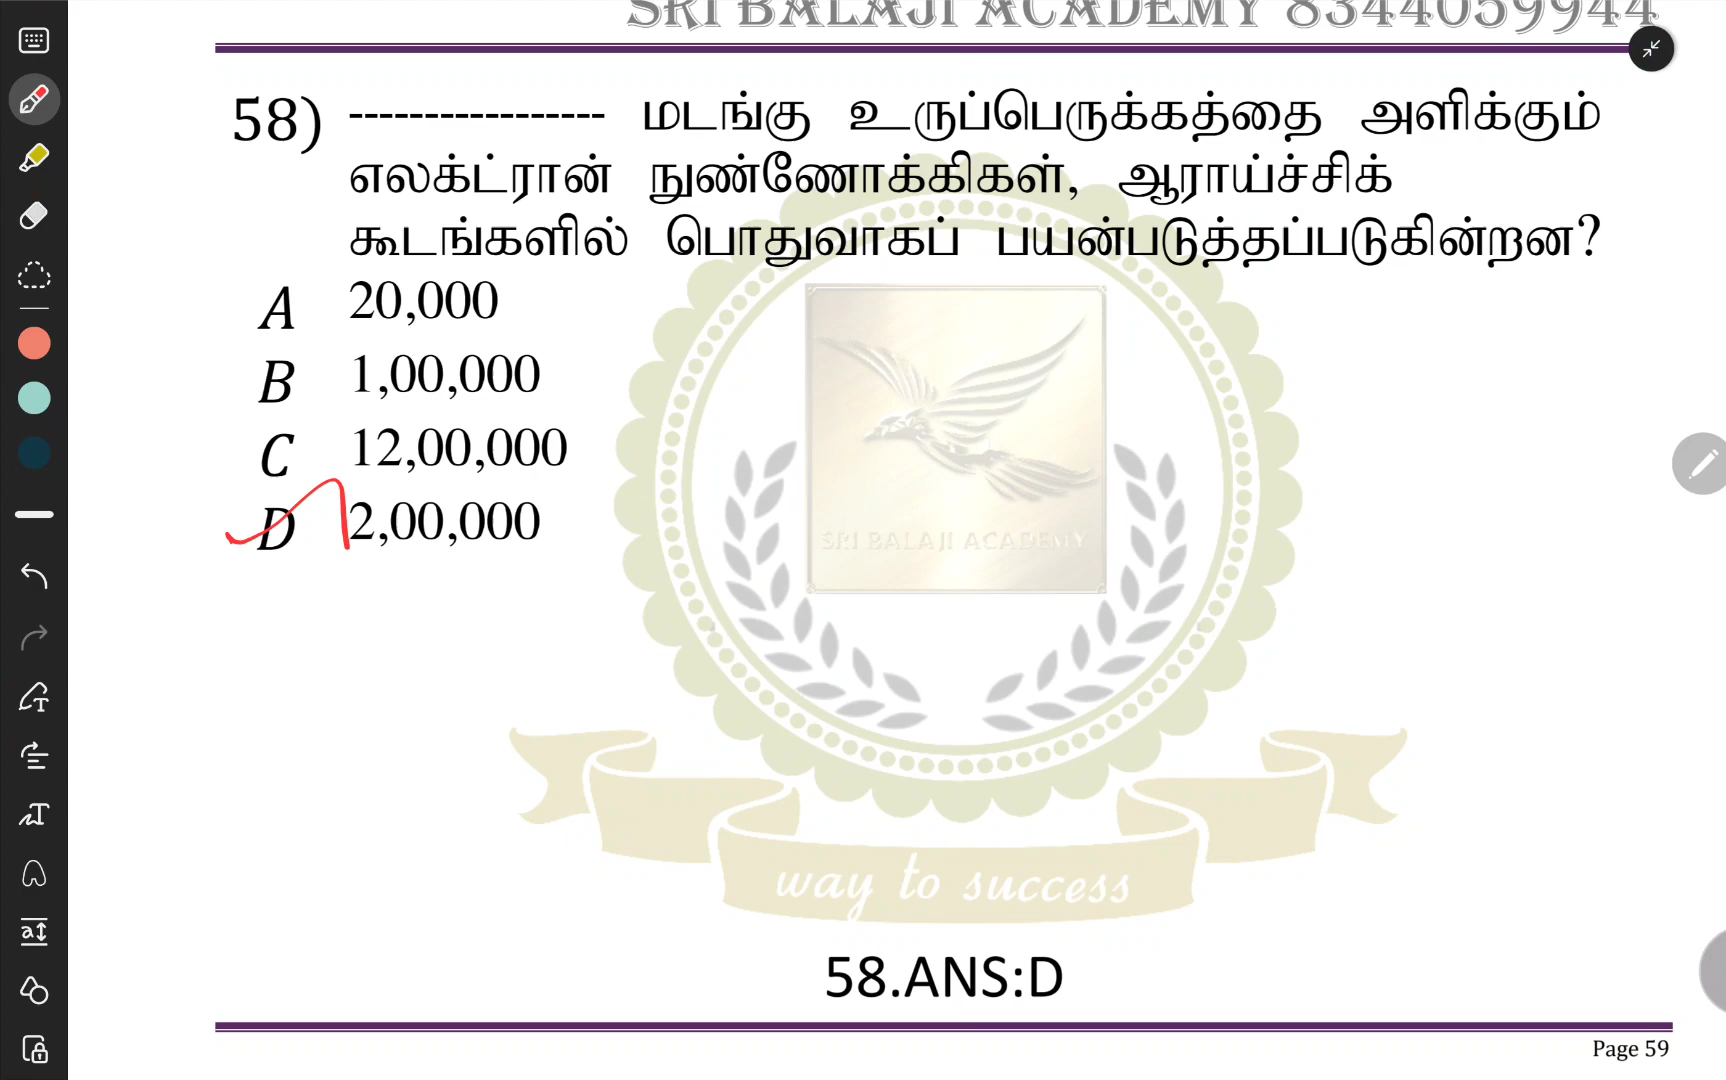 SRI BALAJI ACADEMY 8344059944
58) ----------------- மடங்கு உருப்பெருக்கத்தை அளிக்கும்
எலக்ட்ரான் நுண்ணோக்கிகள், ஆராய்ச்சிக்
கூடங்களில் பொதுவாகப் பயன்படுத்தப்படுகின்றன?
A 20,000
B 1,00,000
C 12,00,000
D 2,00,000
SRI BALAJI ACADEMY
way to success
58.ANS:D
Page 59